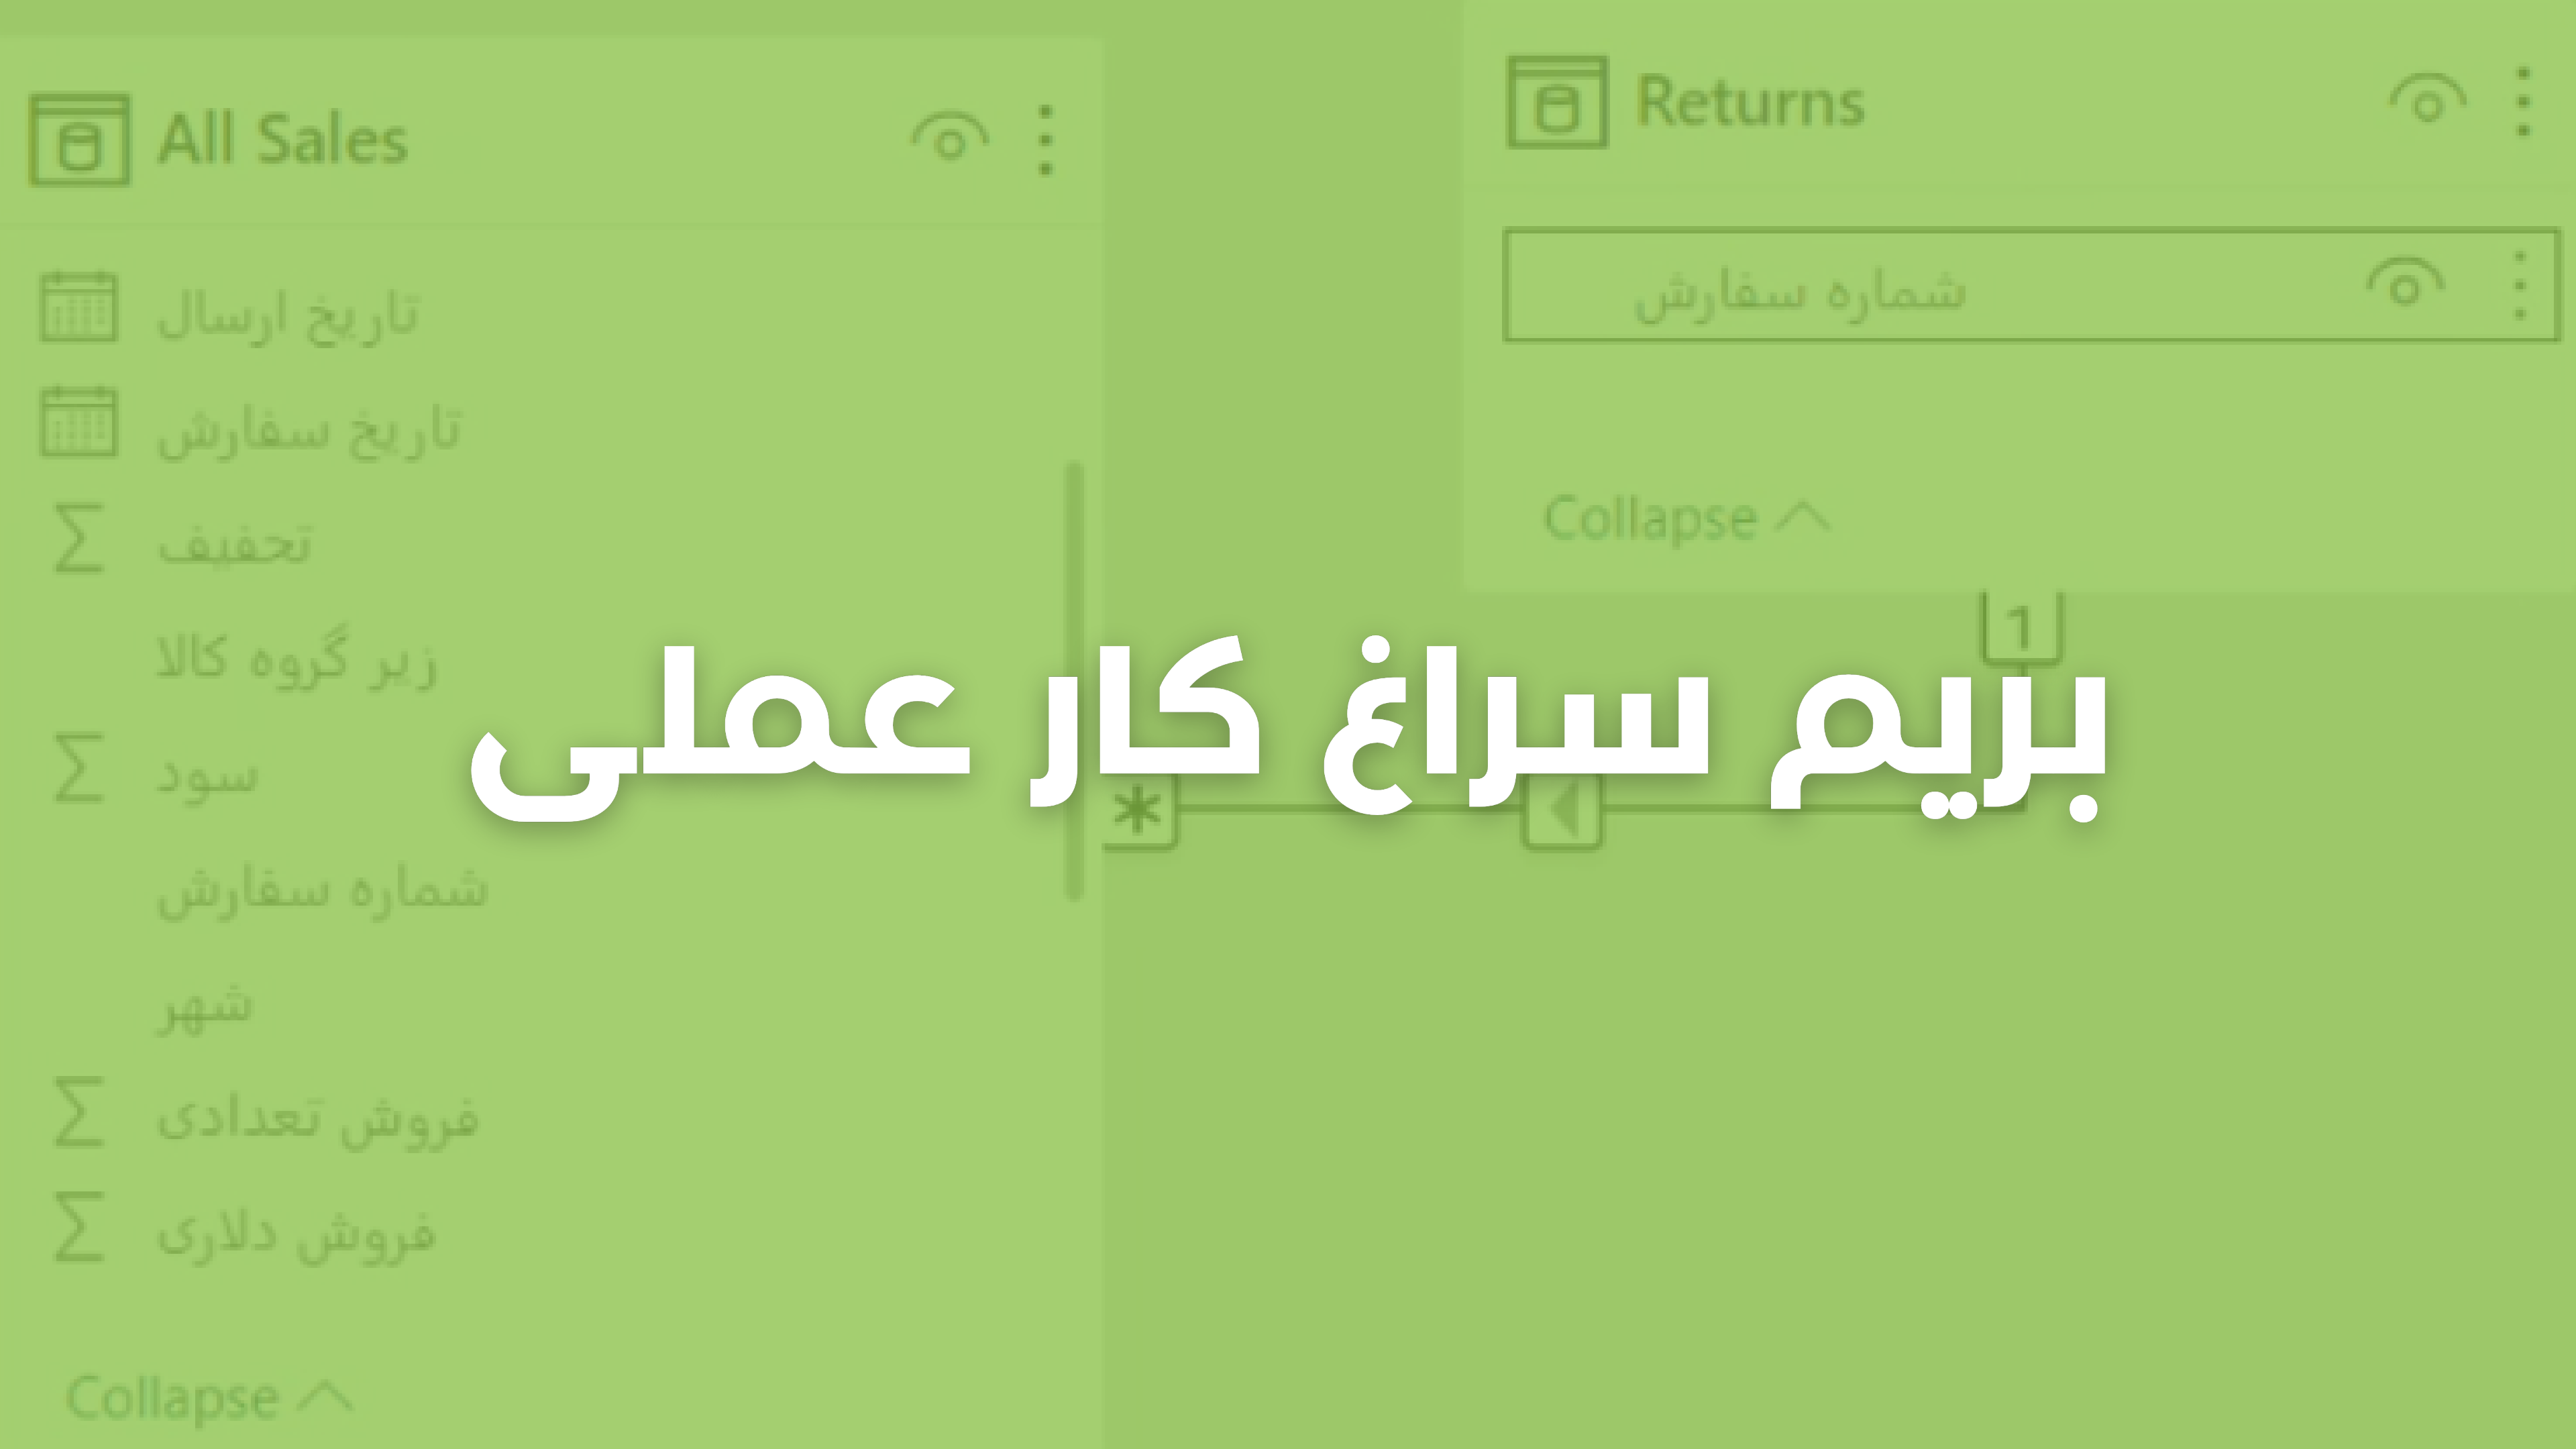 All Sales
تاریخ ارسال
تاریخ سفارش
تخفیف
زیر گروه کالا
سود
شماره سفارش
شهر
فروش تعدادی
فروش دلاری
Collapse
Returns
شماره سفارش
Collapse
1
*
بریم سراغ کار عملی